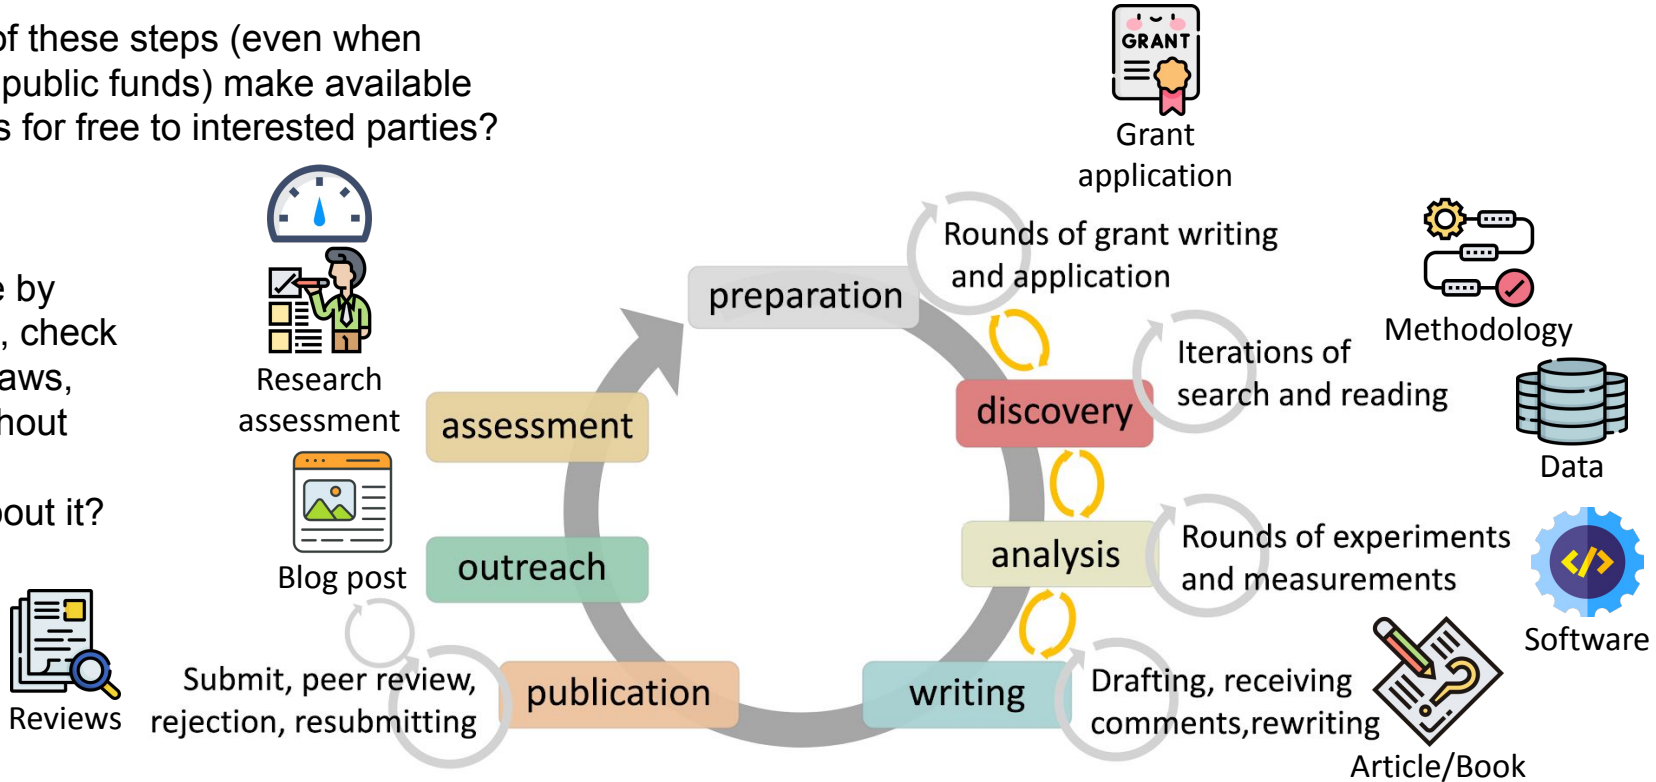 of these steps (even when
public funds) make available
s for free to interested parties?
e by
, check
aws,
hout
out it?
GRANT
Grant
application
Rounds of grant writing
and application
preparation
Methodology
Iterations of
search and reading
discovery
Data
Research
assessment
assessment
Rounds of experiments
and measurements
analysis
</>
Software
Blog post
outreach
Reviews
Submit, peer review,
rejection, resubmitting
publication
writing
Drafting, receiving
comments,rewriting
?
Article/Book